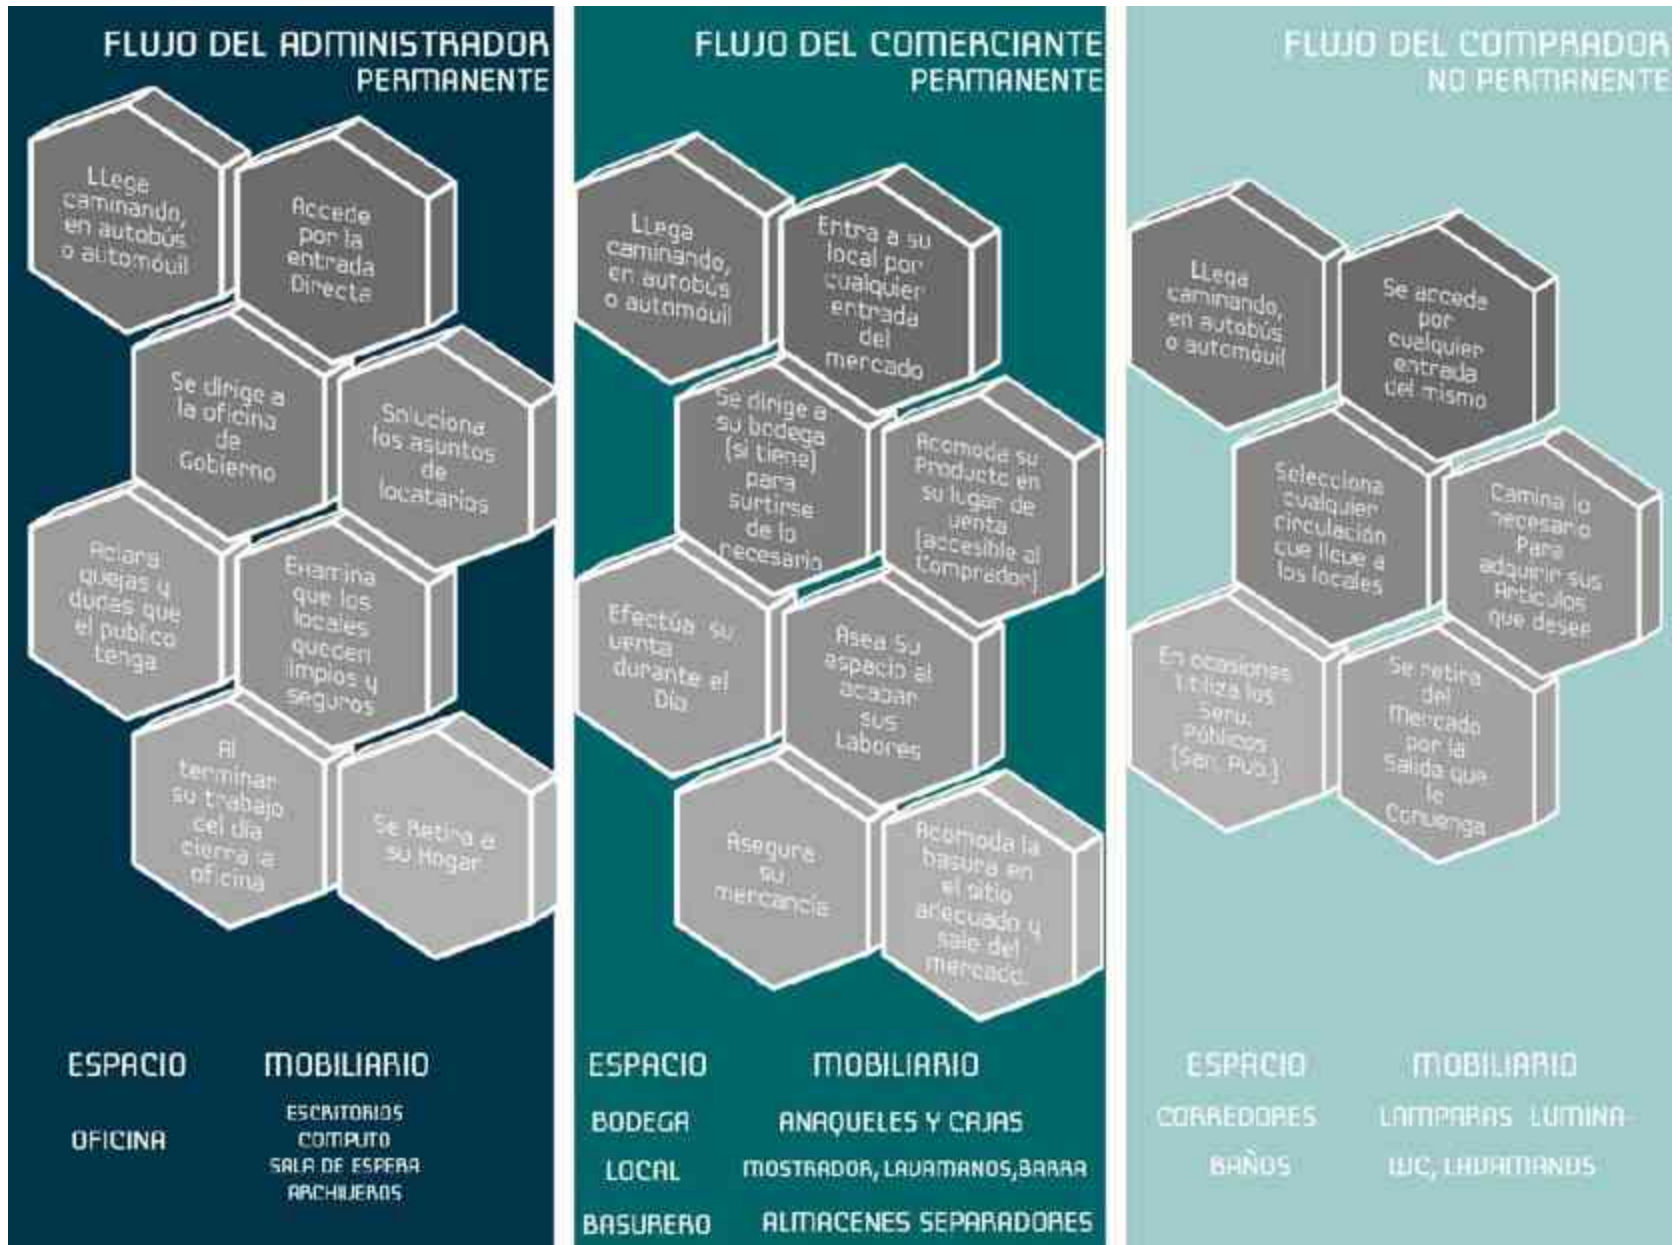 FLUJO DEL ADMINISTRADOR
PERMANENTE
LLega
caminando,
en autobús
o automóvil
Accede
por la
entrada
Directa
Se dirige a
la oficina
de
Gobierno
Soluciona
los asuntos
de
locatarios
Aclara
quejas y
dudas que
el publico
tenga
Examina
que los
locales
queden
limpios y
seguros
Al
terminar
su trabajo
del día
cierra la
oficina
Se Retira a
su Hogar
ESPACIO
MOBILIARIO
OFICINA
ESCRITORIOS
COMPUTO
SALA DE ESPERA
ARCHIVEROS
FLUJO DEL COMERCIANTE
PERMANENTE
LLega
caminando,
en autobús
o automóvil
Entra a su
local por
cualquier
entrada
del
mercado
Se dirige a
su bodega
(si tiene)
para
surtirse
de lo
necesario
Acomoda su
Producto en
su lugar de
venta
(accesible al
Comprador)
Efectúa su
venta
durante el
Día
Asea Su
espacio al
acabar
sus
Labores
Asegura
su
mercancía
Acomoda la
basura en
el sitio
adecuado y
sale del
mercado.
ESPACIO
MOBILIARIO
BODEGA
ANAQUELES Y CAJAS
LOCAL
MOSTRADOR, LAVAMANOS,BARRA
BASURERO
ALMACENES SEPARADORES
FLUJO DEL COMPRADOR
NO PERMANENTE
LLega
caminando,
en autobús
o automóvil
Se accede
por
cualquier
entrada
del mismo
Selecciona
cualquier
circulación
que lleve a
los locales
Camina lo
necesario
Para
adquirir sus
Artículos
que desee
En ocasiones
utiliza los
Serv.
Públicos
(San. Pub.)
Se retira
del
Mercado
por la
Salida que
le
Convenga
ESPACIO
MOBILIARIO
CORREDORES
LAMPARAS LUMINA-
BAÑOS
WC, LAVAMANOS